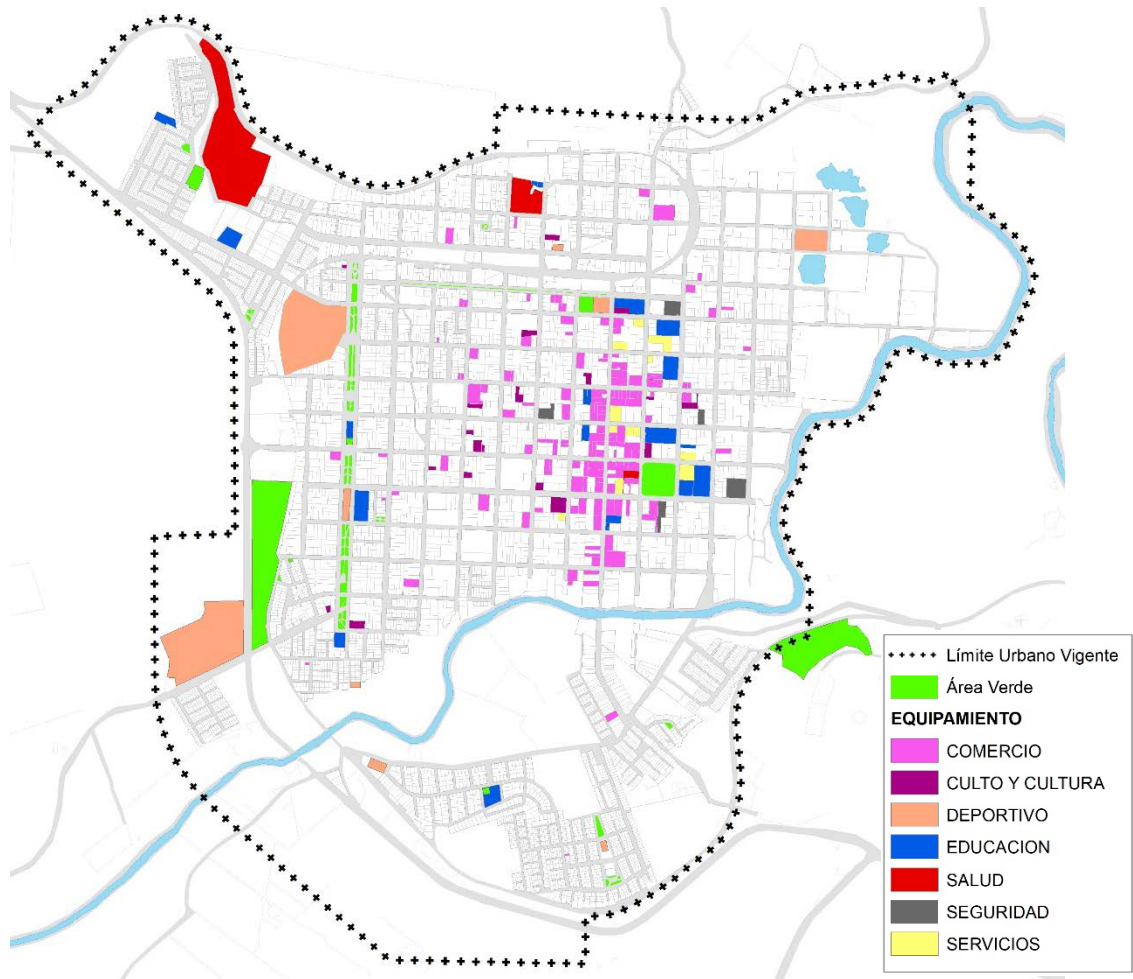 Límite Urbano Vigente
Área Verde
EQUIPAMIENTO
COMERCIO
CULTO Y CULTURA
DEPORTIVO
EDUCACION
SALUD
SEGURIDAD
SERVICIOS